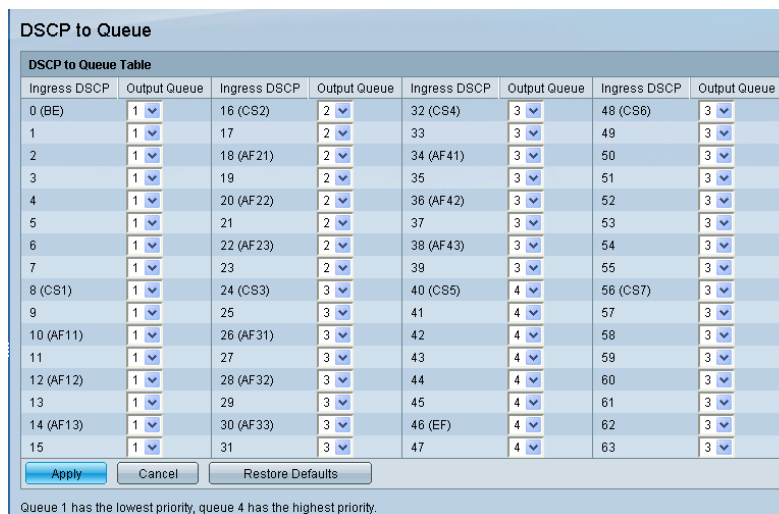 DSCP to Queue
DSCP to Queue Table
Ingress DSCP Output Queue Ingress DSCP Output Queue Ingress DSCP Output Queue Ingress DSCP Output Queue
0 (BE) 1 16 (CS2) 2 32 (CS4) 3 48 (CS6) 3
1 1 17 2 33 3 49 3
2 1 18 (AF21) 2 34 (AF41) 3 50 3
3 1 19 2 35 3 51 3
4 1 20 (AF22) 2 36 (AF42) 3 52 3
5 1 21 2 37 3 53 3
6 1 22 (AF23) 2 38 (AF43) 3 54 3
7 1 23 2 39 3 55 3
8 (CS1) 1 24 (CS3) 3 40 (CS5) 4 56 (CS7) 3
9 1 25 3 41 4 57 3
10 (AF11) 1 26 (AF31) 3 42 4 58 3
11 1 27 3 43 4 59 3
12 (AF12) 1 28 (AF32) 3 44 4 60 3
13 1 29 3 45 4 61 3
14 (AF13) 1 30 (AF33) 3 46 (EF) 4 62 3
15 1 31 3 47 4 63 3
Apply Cancel Restore Defaults
Queue 1 has the lowest priority, queue 4 has the highest priority.